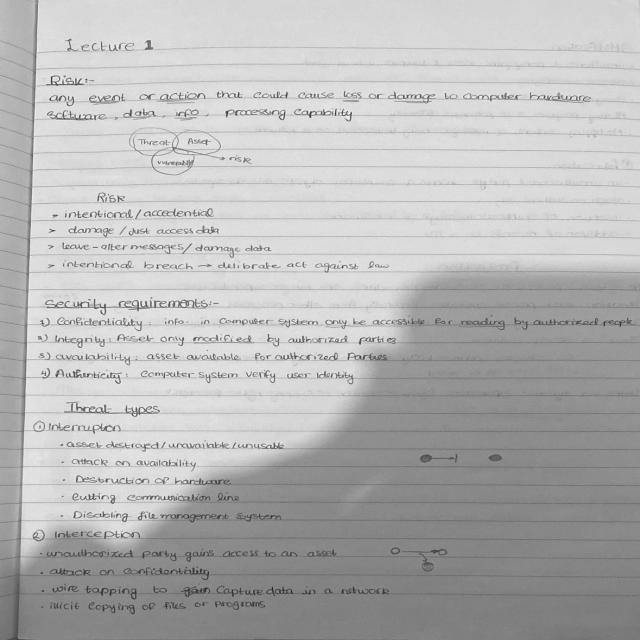 Lecture 1
Risk:-
any event or action that could cause loss or damage to computer hardware
software, data, info, processing capability
Threat Asset
vulnerability → risk
Risk
> intentional / accedential
> damage / Just access data
> leave-alter messages / damage data
> intentional breach → delibrate act against law
Security requirements:-
1) Confidentiality: info. in computer system only be accessible for reading by authorized people
2) Integrity: Asset only modified by authorized parties
3) availability: asset available for authorized Parties
4) Authenticity: Computer system verify user Identity
Threat types
① Interruption
· asset destroyed / unavailable / unusable
· attack on availability
· Destruction of hardware
· Cutting communication line
· Disabling file management system
② Interception
· unauthorized party gains access to an asset
· attack on confidentiality
· wire tapping to capture data in a network
· illicit copying of files or programs